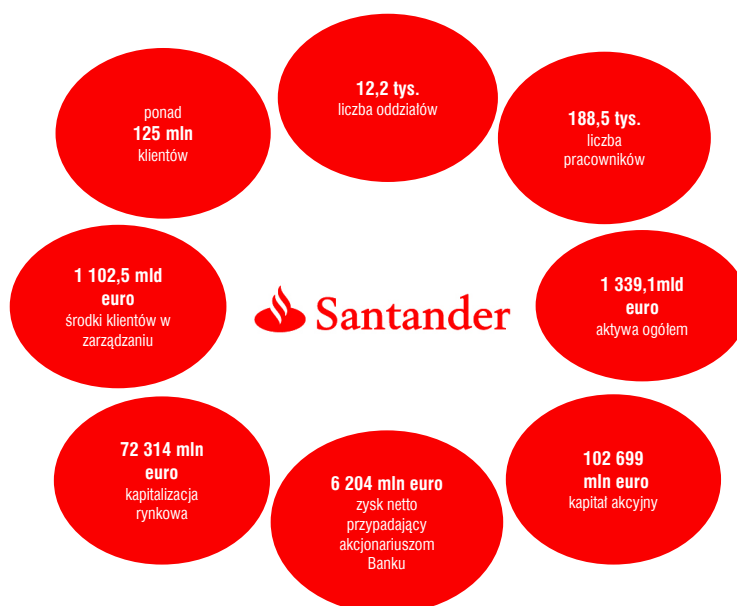 ponad
125 mln
klientów
12,2 tys.
liczba oddziałów
188,5 tys.
liczba
pracowników
1 102,5 mld
euro
środki klientów w
zarządzaniu
Santander
1 339,1mld
euro
aktywa ogółem
72 314 mln
euro
kapitalizacja
rynkowa
6 204 mln euro
zysk netto
przypadający
akcjonariuszom
Banku
102 699
mln euro
kapitał akcyjny